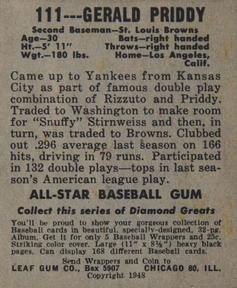 111---GERALD PRIDDY
Second Baseman—St. Louis Browns
Age—30 Bats—right handed
Ht.—5' 11" Throws—right handed
Wgt.—180 lbs. Home—Los Angeles,
Calif.
Came up to Yankees from Kansas
City as part of famous double play
combination of Rizzuto and Priddy.
Traded to Washington to make room
for "Snuffy" Stirnweiss and then, in
turn, was traded to Browns. Clubbed
out .296 average last season on 166
hits, driving in 79 runs. Participated
in 132 double plays—tops in last sea-
son's American league play.
ALL-STAR BASEBALL GUM
Collect this series of Diamond Greats
You'll be proud to show your gorgeous collection of
Baseball cards in beautiful, specially-designed, 32-pg.
Album. Get it for only 5 Baseball Wrappers and 25c.
Striking cover cover. Large (11" x 8½") heavy black
pages. Can display 168 different Baseball cards.
Send Wrappers and Coin to
LEAF GUM CO., Box 5907 CHICAGO 80, ILL.
Copyright 1948